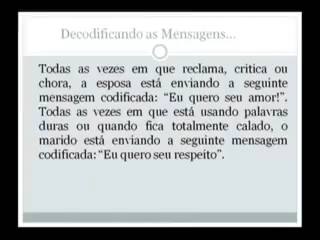 Decodificando as Mensagens...
Todas as vezes em que reclama, critica ou
chora, a esposa está enviando a seguinte
mensagem codificada: “Eu quero seu amor!”.
Todas as vezes em que está usando palavras
duras ou quando fica totalmente calado, o
marido está enviando a seguinte mensagem
codificada: “Eu quero seu respeito”.